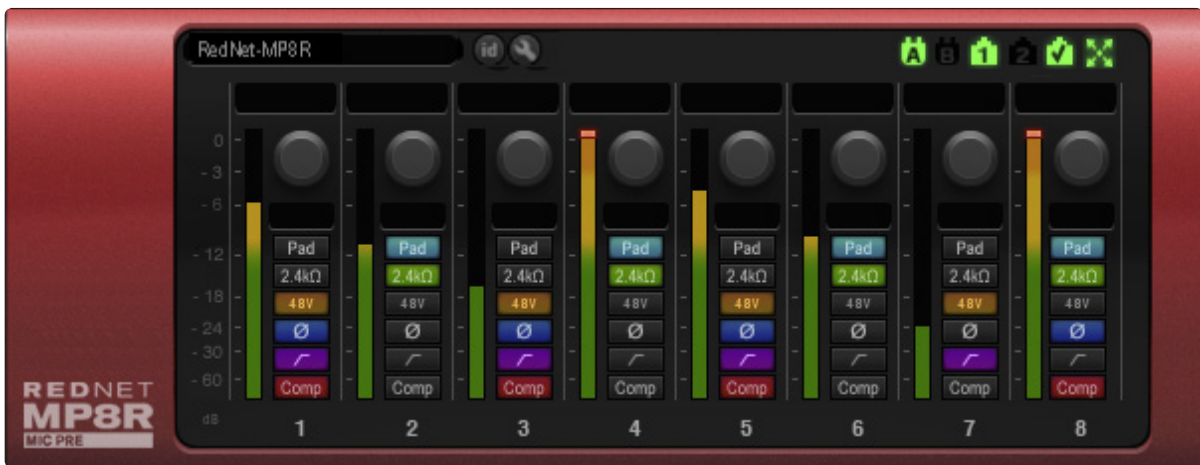 RedNet-MP8R id A B 1 2
0
- 3
- 6
- 12
- 18
- 24
- 30
- 60
dB
Pad Pad Pad Pad Pad Pad Pad Pad
2.4kΩ 2.4kΩ 2.4kΩ 2.4kΩ 2.4kΩ 2.4kΩ 2.4kΩ 2.4kΩ
48V 48V 48V 48V 48V 48V 48V 48V
Ø Ø Ø Ø Ø Ø Ø Ø
Comp Comp Comp Comp Comp Comp Comp Comp
1 2 3 4 5 6 7 8
REDNET
MP8R
MIC PRE